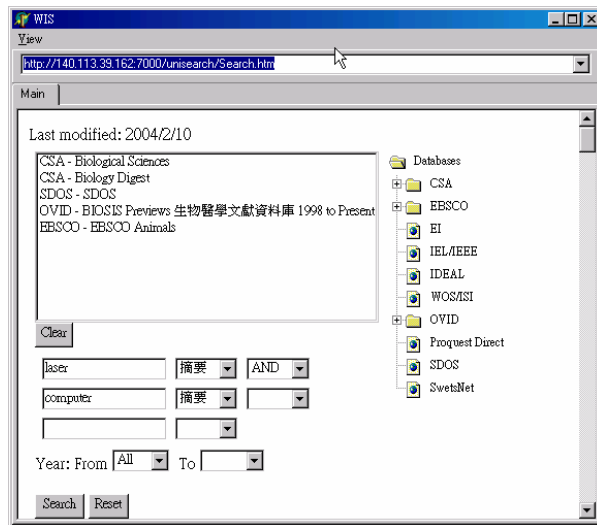 WIS
View
http://140.113.39.162:7000/unisearch/Search.htm
Main
Last modified: 2004/2/10
CSA - Biological Sciences
CSA - Biology Digest
SDOS - SDOS
OVID - BIOSIS Previews 生物醫學文獻資料庫 1998 to Present
EBSCO - EBSCO Animals
Clear
laser 摘要 AND
computer 摘要
Year: From All To
Search Reset
Databases
CSA
EBSCO
EI
IEL/IEEE
IDEAL
WOS/ISI
OVID
Proquest Direct
SDOS
SwetsNet